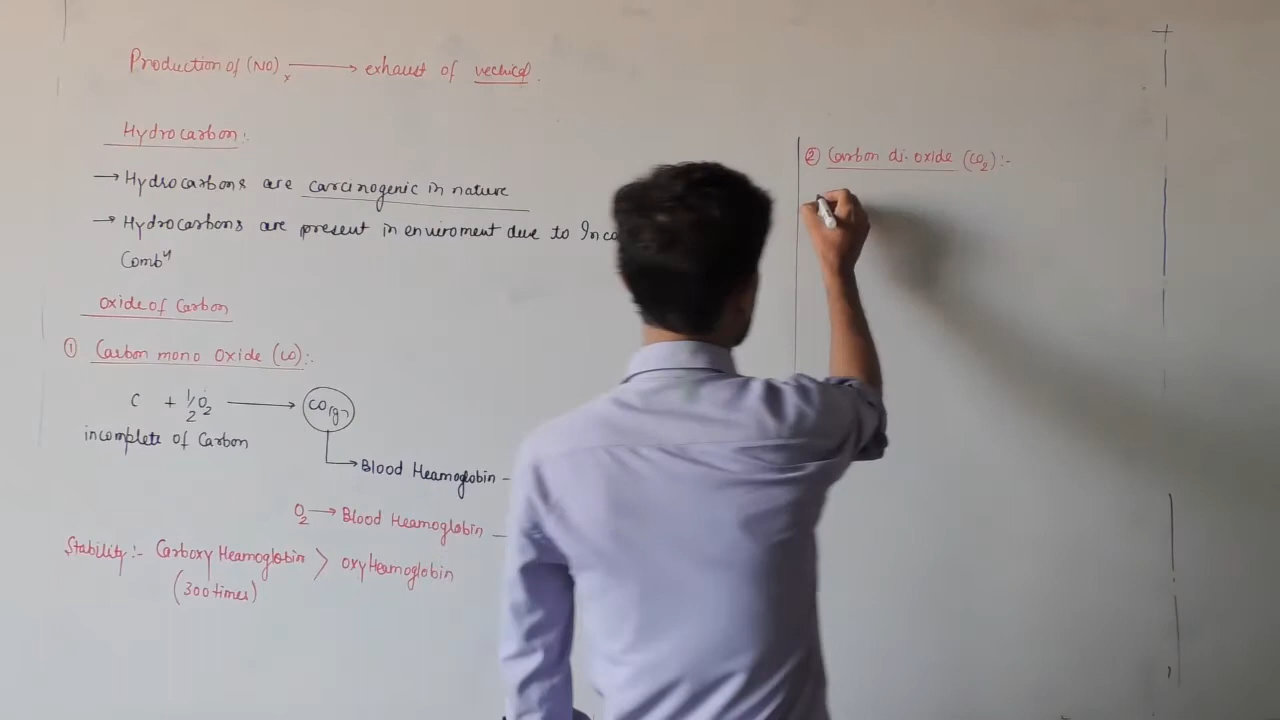 Production of (NO)x ⟶ exhaust of
Hydrocarbon:-
→ Hydrocarbons are carcinogenic in nature
→ Hydrocarbons are present in enviroment due to
Comb^y
Oxide of Carbon
① Carbon mono Oxide (CO):-
C + 1/2 O₂ ⟶ CO(g)
incomplete of Carbon
→ Blood Heamoglobin -
O₂ → Blood Heamoglobin -
Stability:- Carboxy Heamoglobin > oxyHeamoglobin
(300 times)
② Carbon di.oxide (CO₂):-